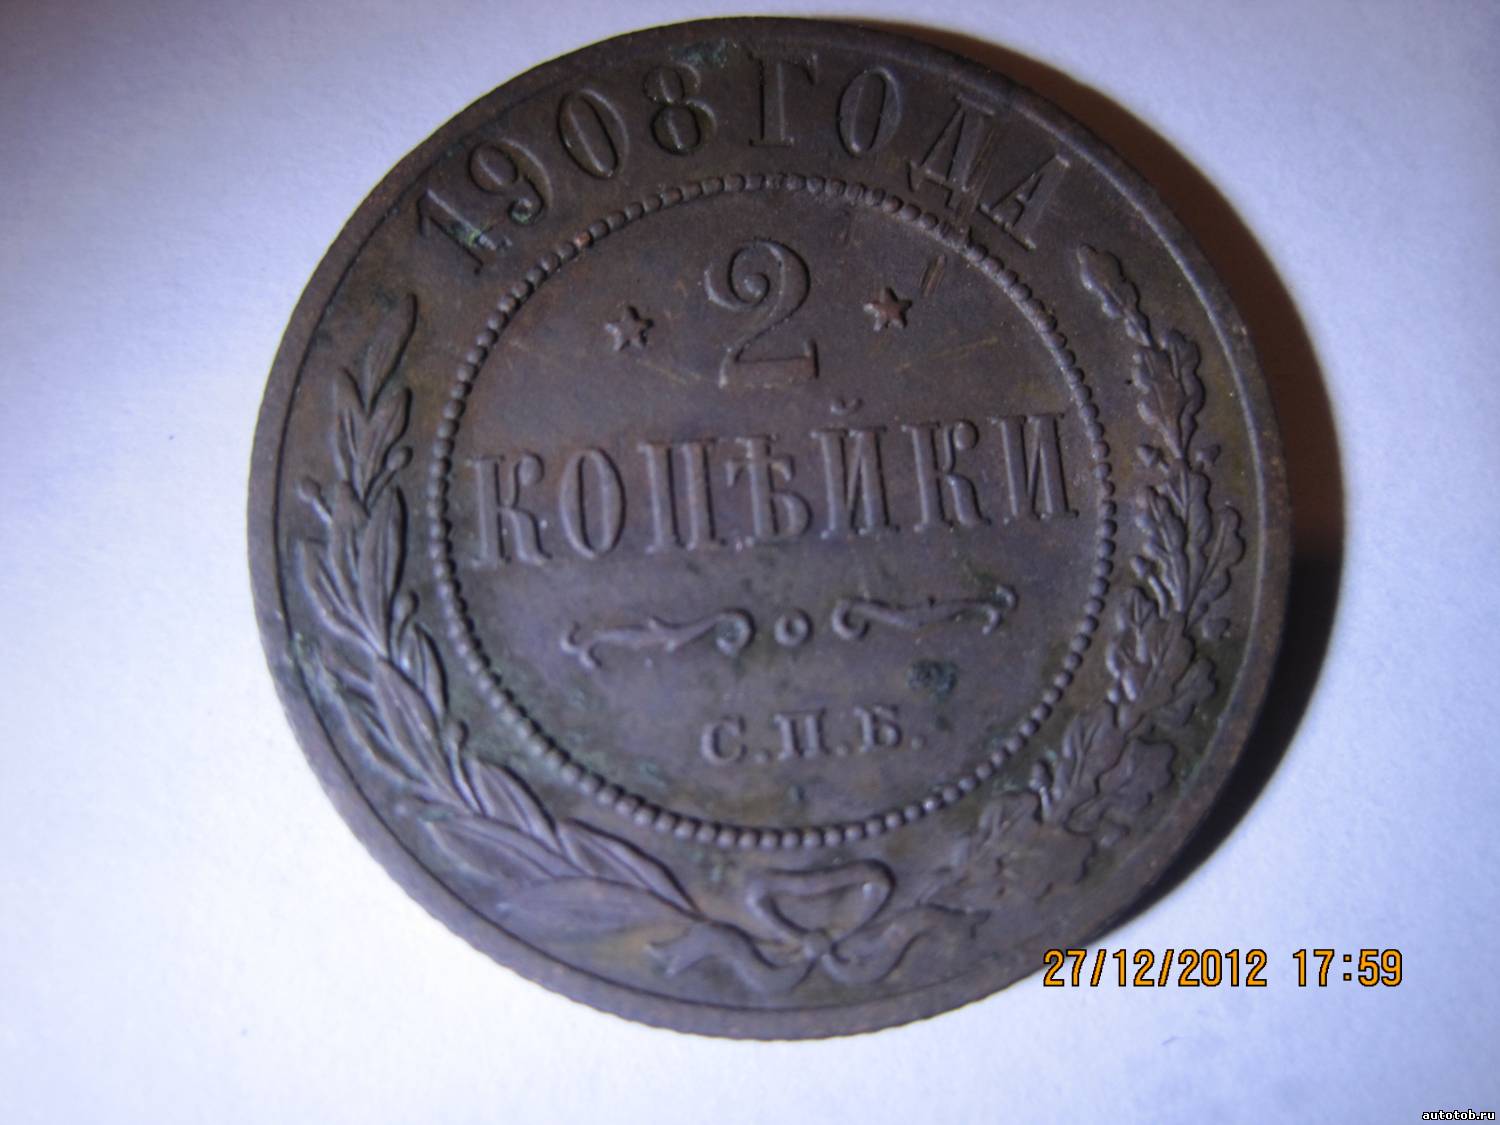 1908 ГОДА
2
КОПѢЙКИ
С.П.Б.
27/12/2012 17:59
autotob.ru